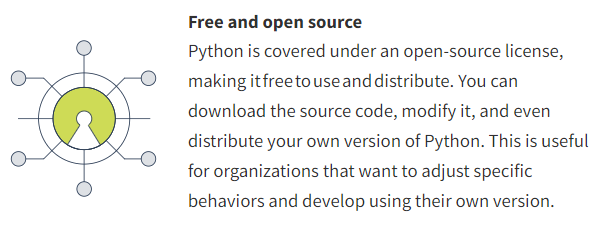 Free and open source
Python is covered under an open-source license,
making it free to use and distribute. You can
download the source code, modify it, and even
distribute your own version of Python. This is useful
for organizations that want to adjust specific
behaviors and develop using their own version.